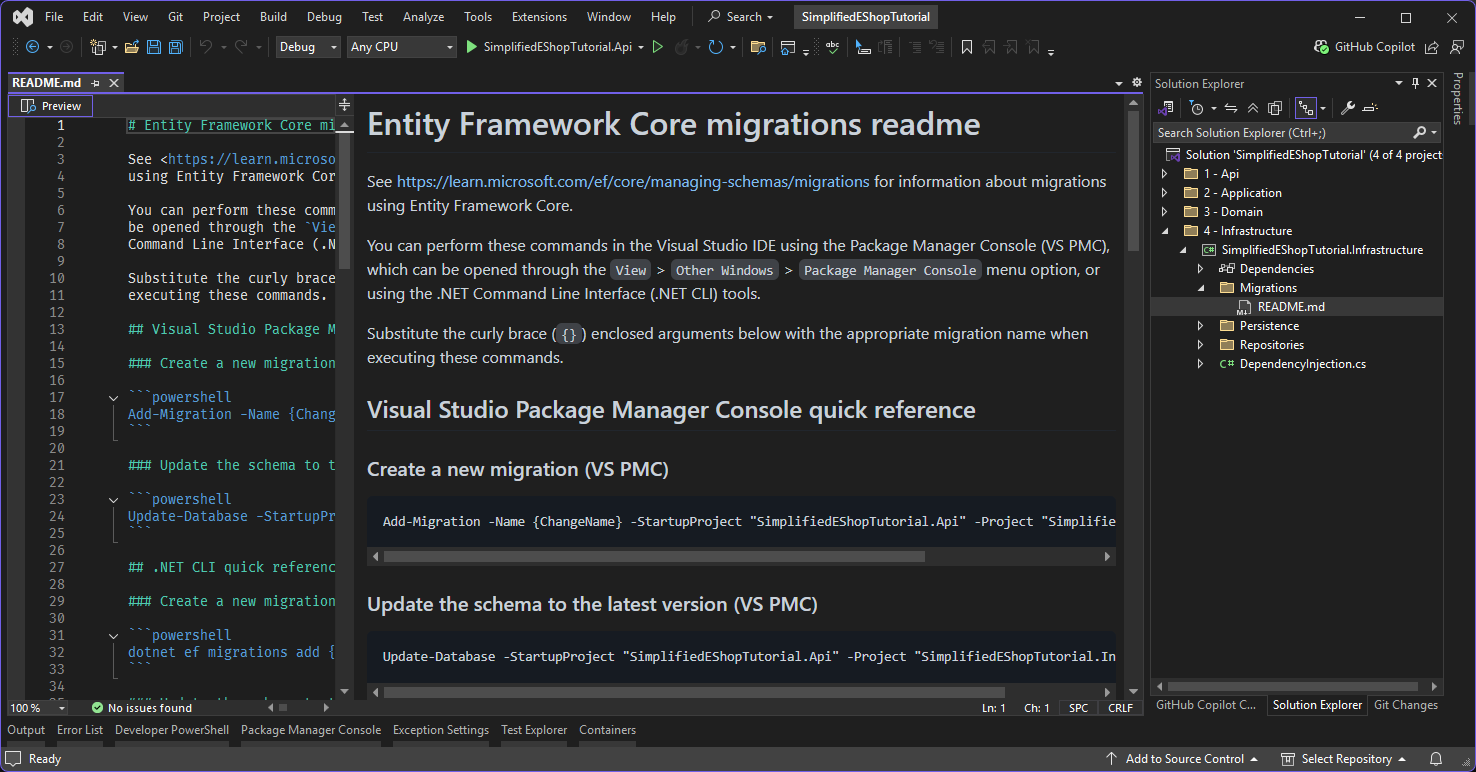 File Edit View Git Project Build Debug Test Analyze Tools Extensions Window Help Search SimplifiedEShopTutorial
Debug Any CPU SimplifiedEShopTutorial.Api GitHub Copilot
README.md
Preview
1 # Entity Framework Core mi
2
3 See <https://learn.microso
4 using Entity Framework Cor
5
6 You can perform these comm
7 be opened through the `Vie
8 Command Line Interface (.N
9
10 Substitute the curly brace
11 executing these commands.
12
13 ## Visual Studio Package M
14
15 ### Create a new migration
16
17 ```powershell
18 Add-Migration -Name {Chang
19 ```
20
21 ### Update the schema to t
22
23 ```powershell
24 Update-Database -StartupPr
25 ```
26
27 ## .NET CLI quick referenc
28
29 ### Create a new migration
30
31 ```powershell
32 dotnet ef migrations add {
33 ```
34
Entity Framework Core migrations readme
See https://learn.microsoft.com/ef/core/managing-schemas/migrations for information about migrations
using Entity Framework Core.
You can perform these commands in the Visual Studio IDE using the Package Manager Console (VS PMC),
which can be opened through the View > Other Windows > Package Manager Console menu option, or
using the .NET Command Line Interface (.NET CLI) tools.
Substitute the curly brace ({}) enclosed arguments below with the appropriate migration name when
executing these commands.
Visual Studio Package Manager Console quick reference
Create a new migration (VS PMC)
Add-Migration -Name {ChangeName} -StartupProject "SimplifiedEShopTutorial.Api" -Project "Simplifie
Update the schema to the latest version (VS PMC)
Update-Database -StartupProject "SimplifiedEShopTutorial.Api" -Project "SimplifiedEShopTutorial.In
Solution Explorer
Search Solution Explorer (Ctrl+;)
Solution 'SimplifiedEShopTutorial' (4 of 4 project
1 - Api
2 - Application
3 - Domain
4 - Infrastructure
C# SimplifiedEShopTutorial.Infrastructure
Dependencies
Migrations
README.md
Persistence
Repositories
C# DependencyInjection.cs
Properties
GitHub Copilot C... Solution Explorer Git Changes
100 % No issues found Ln: 1 Ch: 1 SPC CRLF
Output Error List Developer PowerShell Package Manager Console Exception Settings Test Explorer Containers
Ready Add to Source Control Select Repository